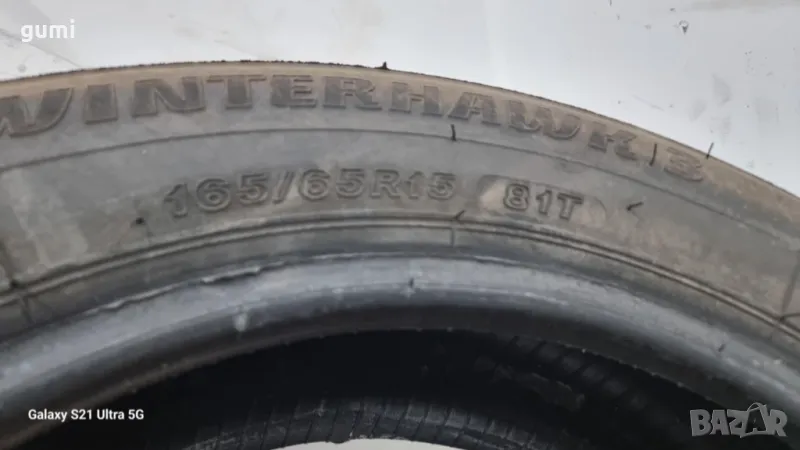 gumi
WINTERHAWK 3
165/65R15 81T
Galaxy S21 Ultra 5G
BAZAR